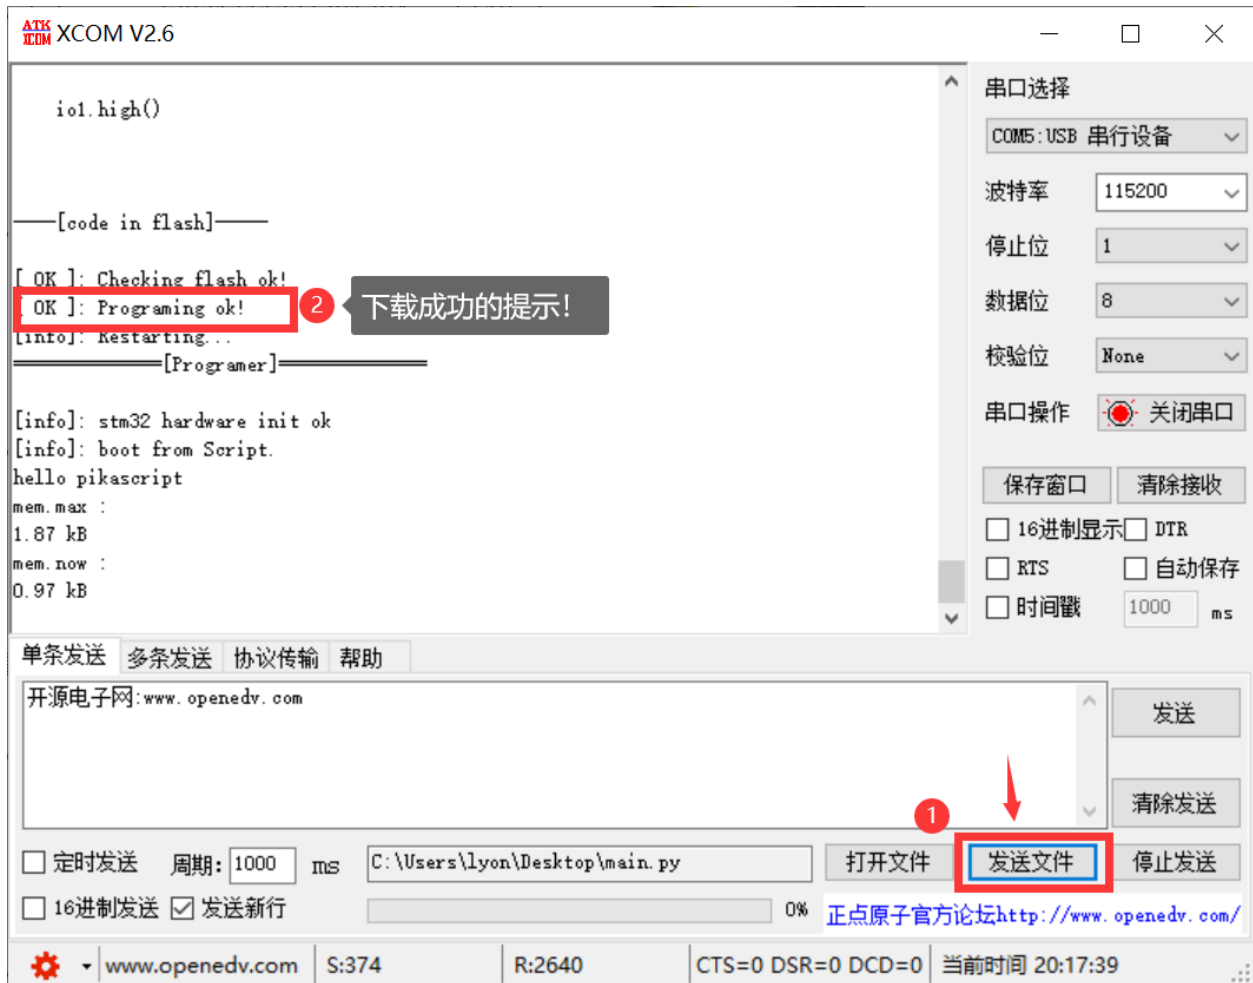 ATK
XCOM XCOM V2.6
io1.high()
[code in flash]
[ OK ]: Checking flash ok!
[ OK ]: Programing ok!
2 下载成功的提示！
[info]: Restarting...
[Programer]
[info]: stm32 hardware init ok
[info]: boot from Script.
hello pikascript
mem.max :
1.87 kB
mem.now :
0.97 kB
串口选择
COM5:USB 串行设备
波特率 115200
停止位 1
数据位 8
校验位 None
串口操作 关闭串口
保存窗口 清除接收
16进制显示 DTR
RTS 自动保存
时间戳 1000 ms
单条发送 多条发送 协议传输 帮助
开源电子网:www.openedv.com
发送
清除发送
1
定时发送 周期: 1000 ms C:\Users\lyon\Desktop\main.py 打开文件 发送文件 停止发送
16进制发送 发送新行 0% 正点原子官方论坛http://www.openedv.com/
www.openedv.com S:374 R:2640 CTS=0 DSR=0 DCD=0 当前时间 20:17:39